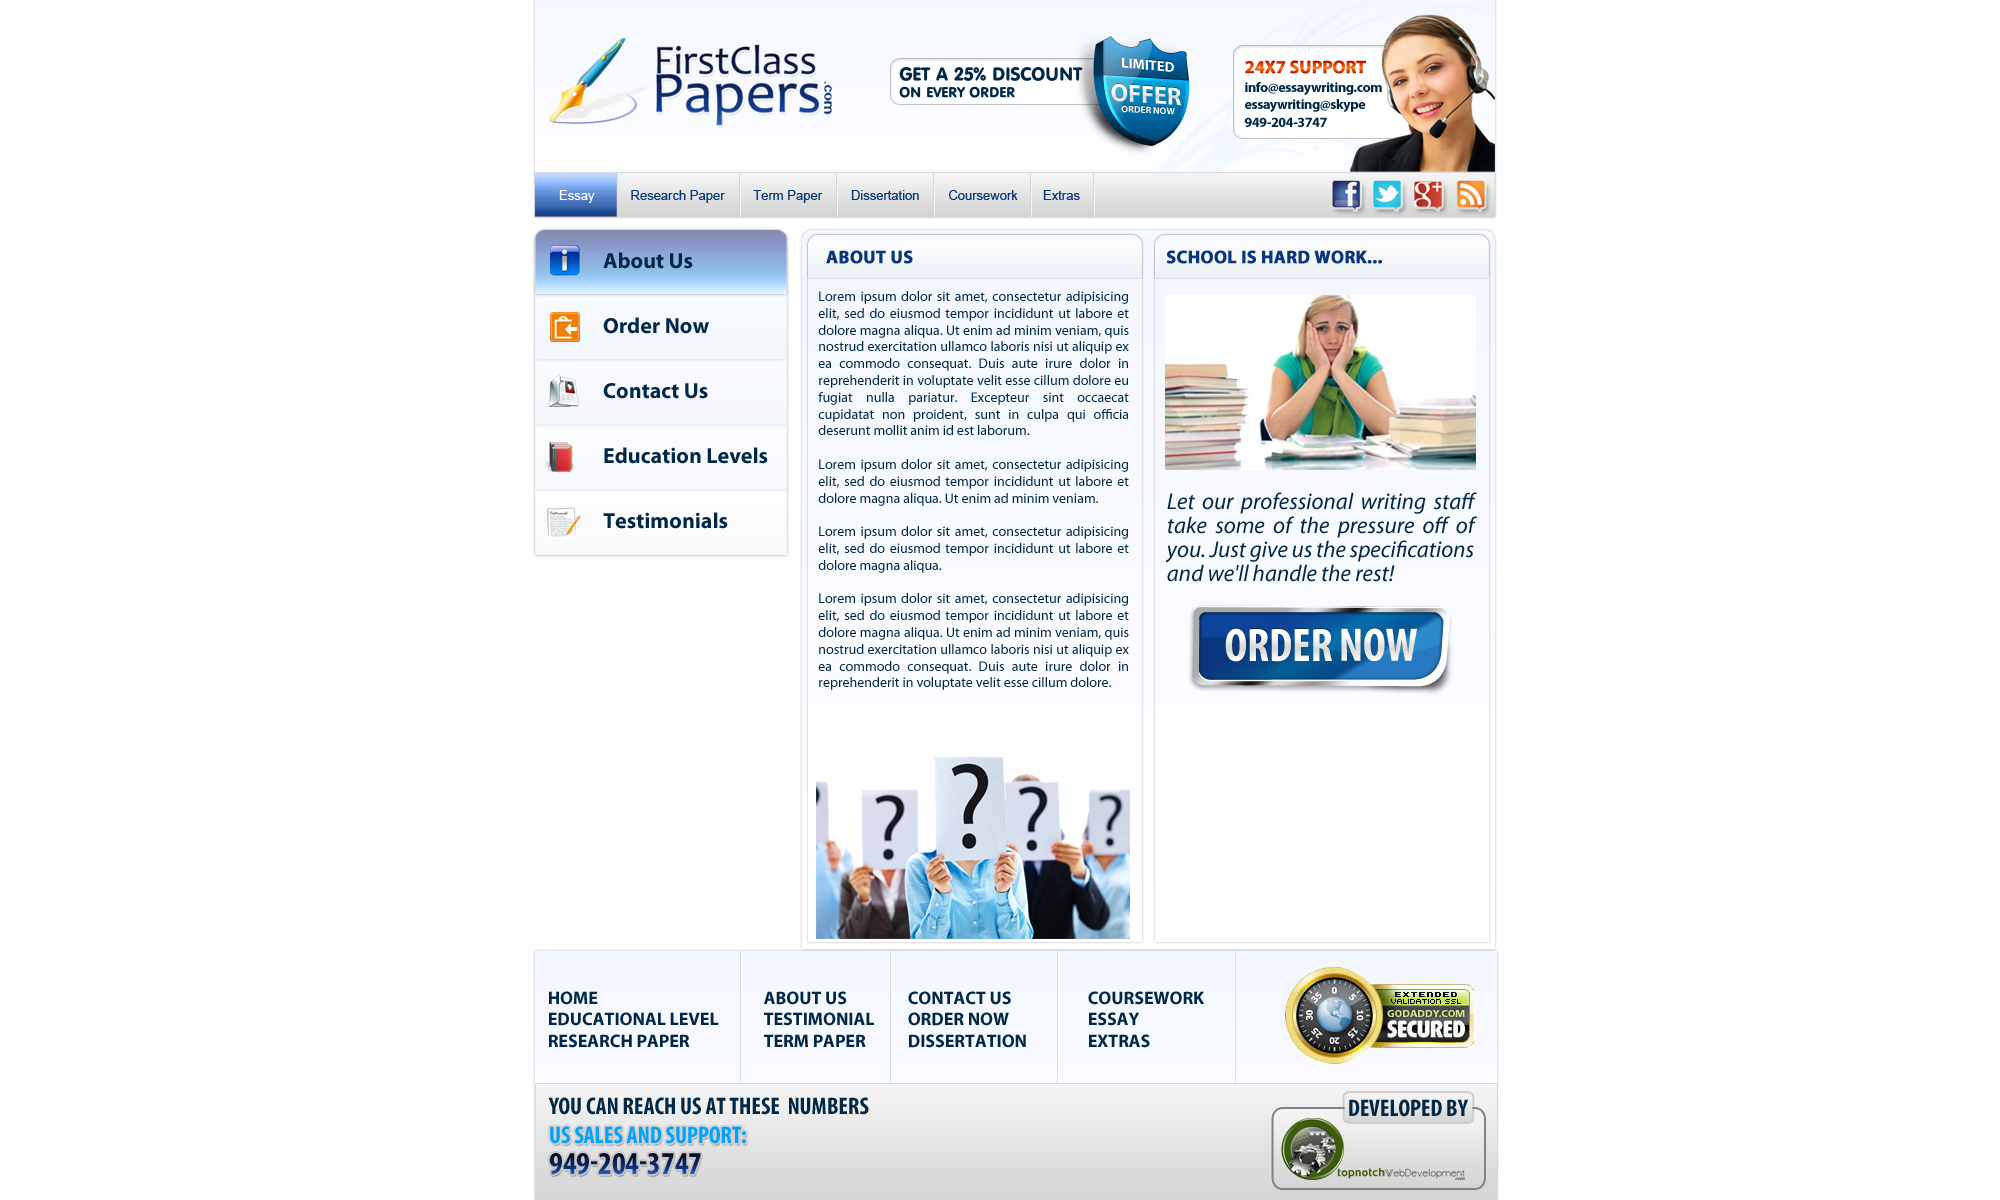 FirstClass
Papers.com
GET A 25% DISCOUNT
ON EVERY ORDER
LIMITED
OFFER
ORDER NOW
24X7 SUPPORT
info@essaywriting.com
essaywriting@skype
949-204-3747
Essay
Research Paper
Term Paper
Dissertation
Coursework
Extras
About Us
Order Now
Contact Us
Education Levels
Testimonials
ABOUT US
Lorem ipsum dolor sit amet, consectetur adipisicing
elit, sed do eiusmod tempor incididunt ut labore et
dolore magna aliqua. Ut enim ad minim veniam, quis
nostrud exercitation ullamco laboris nisi ut aliquip ex
ea commodo consequat. Duis aute irure dolor in
reprehenderit in voluptate velit esse cillum dolore eu
fugiat nulla pariatur. Excepteur sint occaecat
cupidatat non proident, sunt in culpa qui officia
deserunt mollit anim id est laborum.
Lorem ipsum dolor sit amet, consectetur adipisicing
elit, sed do eiusmod tempor incididunt ut labore et
dolore magna aliqua. Ut enim ad minim veniam.
Lorem ipsum dolor sit amet, consectetur adipisicing
elit, sed do eiusmod tempor incididunt ut labore et
dolore magna aliqua.
Lorem ipsum dolor sit amet, consectetur adipisicing
elit, sed do eiusmod tempor incididunt ut labore et
dolore magna aliqua. Ut enim ad minim veniam, quis
nostrud exercitation ullamco laboris nisi ut aliquip ex
ea commodo consequat. Duis aute irure dolor in
reprehenderit in voluptate velit esse cillum dolore.
? ? ? ?
SCHOOL IS HARD WORK...
Let our professional writing staff
take some of the pressure off of
you. Just give us the specifications
and we'll handle the rest!
ORDER NOW
HOME
EDUCATIONAL LEVEL
RESEARCH PAPER
ABOUT US
TESTIMONIAL
TERM PAPER
CONTACT US
ORDER NOW
DISSERTATION
COURSEWORK
ESSAY
EXTRAS
0 5 10 15 20 25 30 35
EXTENDED
VALIDATION SSL
GODADDY.COM
SECURED
YOU CAN REACH US AT THESE NUMBERS
US SALES AND SUPPORT:
949-204-3747
DEVELOPED BY
topnotchWebDevelopment
.com